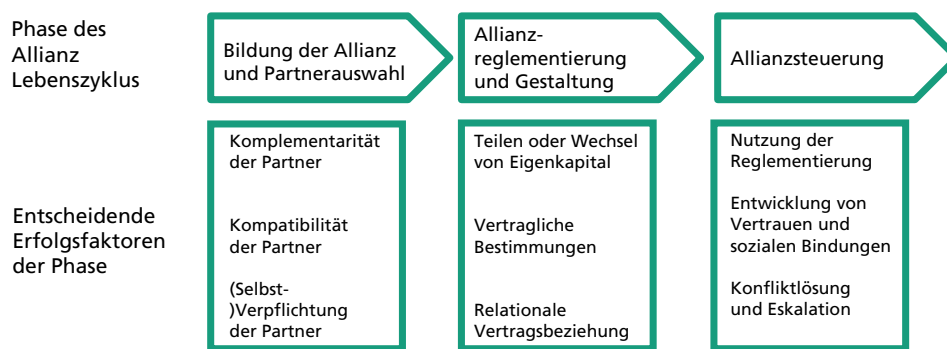 Phase des
Allianz
Lebenszyklus
Bildung der Allianz
und Partnerauswahl
Allianz-
reglementierung
und Gestaltung
Allianzsteuerung
Entscheidende
Erfolgsfaktoren
der Phase
Komplementarität
der Partner
Kompatibilität
der Partner
(Selbst-
)Verpflichtung
der Partner
Teilen oder Wechsel
von Eigenkapital
Vertragliche
Bestimmungen
Relationale
Vertragsbeziehung
Nutzung der
Reglementierung
Entwicklung von
Vertrauen und
sozialen Bindungen
Konfliktlösung
und Eskalation